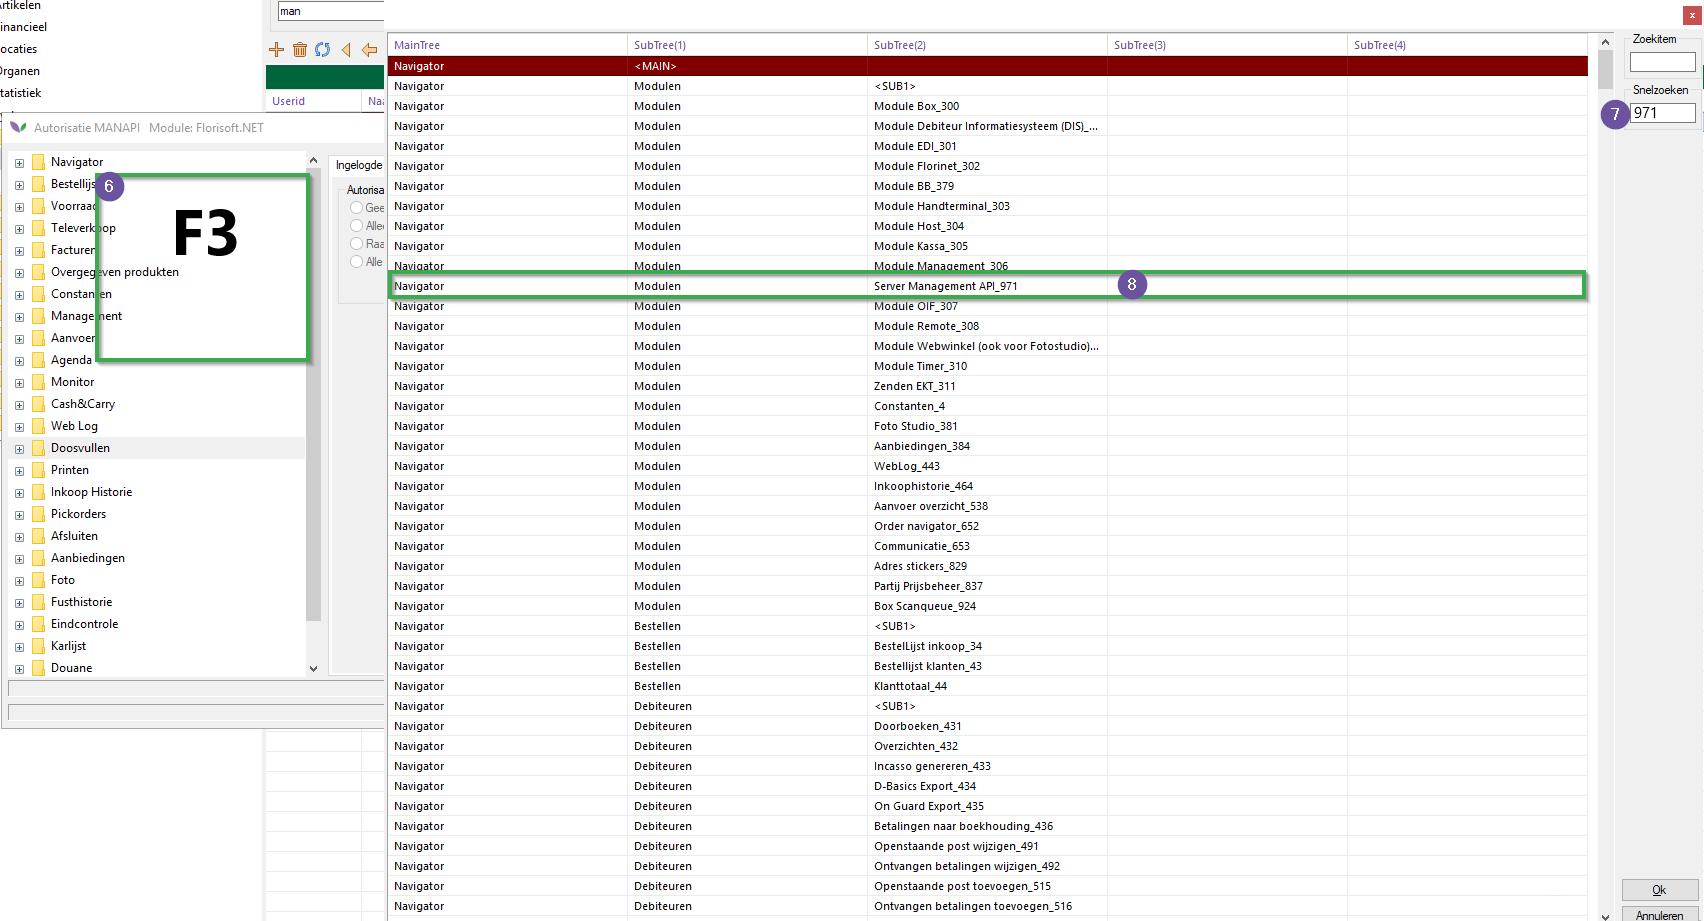 rtikelen
inancieel
ocaties
Organen
tatistiek
man
Userid Naa
Autorisatie MANAPI Module: Florisoft.NET
Navigator
Bestellijs
Voorraad
Televerkoop
Facturen
Overgegeven produkten
Constanten
Management
Aanvoer
Agenda
Monitor
Cash&Carry
Web Log
Doosvullen
Printen
Inkoop Historie
Pickorders
Afsluiten
Aanbiedingen
Foto
Fusthistorie
Eindcontrole
Karlijst
Douane
6
F3
Ingelogde
Autorisa
Gee
Allee
Raa
Alle
MainTree SubTree(1) SubTree(2) SubTree(3) SubTree(4)
Navigator <MAIN>
Navigator Modulen <SUB1>
Navigator Modulen Module Box_300
Navigator Modulen Module Debiteur Informatiesysteem (DIS)_...
Navigator Modulen Module EDI_301
Navigator Modulen Module Florinet_302
Navigator Modulen Module BB_379
Navigator Modulen Module Handterminal_303
Navigator Modulen Module Host_304
Navigator Modulen Module Kassa_305
Navigator Modulen Module Management_306
Navigator Modulen Server Management API_971 8
Navigator Modulen Module OIF_307
Navigator Modulen Module Remote_308
Navigator Modulen Module Webwinkel (ook voor Fotostudio)...
Navigator Modulen Module Timer_310
Navigator Modulen Zenden EKT_311
Navigator Modulen Constanten_4
Navigator Modulen Foto Studio_381
Navigator Modulen Aanbiedingen_384
Navigator Modulen WebLog_443
Navigator Modulen Inkoophistorie_464
Navigator Modulen Aanvoer overzicht_538
Navigator Modulen Order navigator_652
Navigator Modulen Communicatie_653
Navigator Modulen Adres stickers_829
Navigator Modulen Partij Prijsbeheer_837
Navigator Modulen Box Scanqueue_924
Navigator Bestellen <SUB1>
Navigator Bestellen BestelLijst inkoop_34
Navigator Bestellen Bestellijst klanten_43
Navigator Bestellen Klanttotaal_44
Navigator Debiteuren <SUB1>
Navigator Debiteuren Doorboeken_431
Navigator Debiteuren Overzichten_432
Navigator Debiteuren Incasso genereren_433
Navigator Debiteuren D-Basics Export_434
Navigator Debiteuren On Guard Export_435
Navigator Debiteuren Betalingen naar boekhouding_436
Navigator Debiteuren Openstaande post wijzigen_491
Navigator Debiteuren Ontvangen betalingen wijzigen_492
Navigator Debiteuren Openstaande post toevoegen_515
Navigator Debiteuren Ontvangen betalingen toevoegen_516
x
Zoekitem
Snelzoeken
7 971
Ok
Annuleren